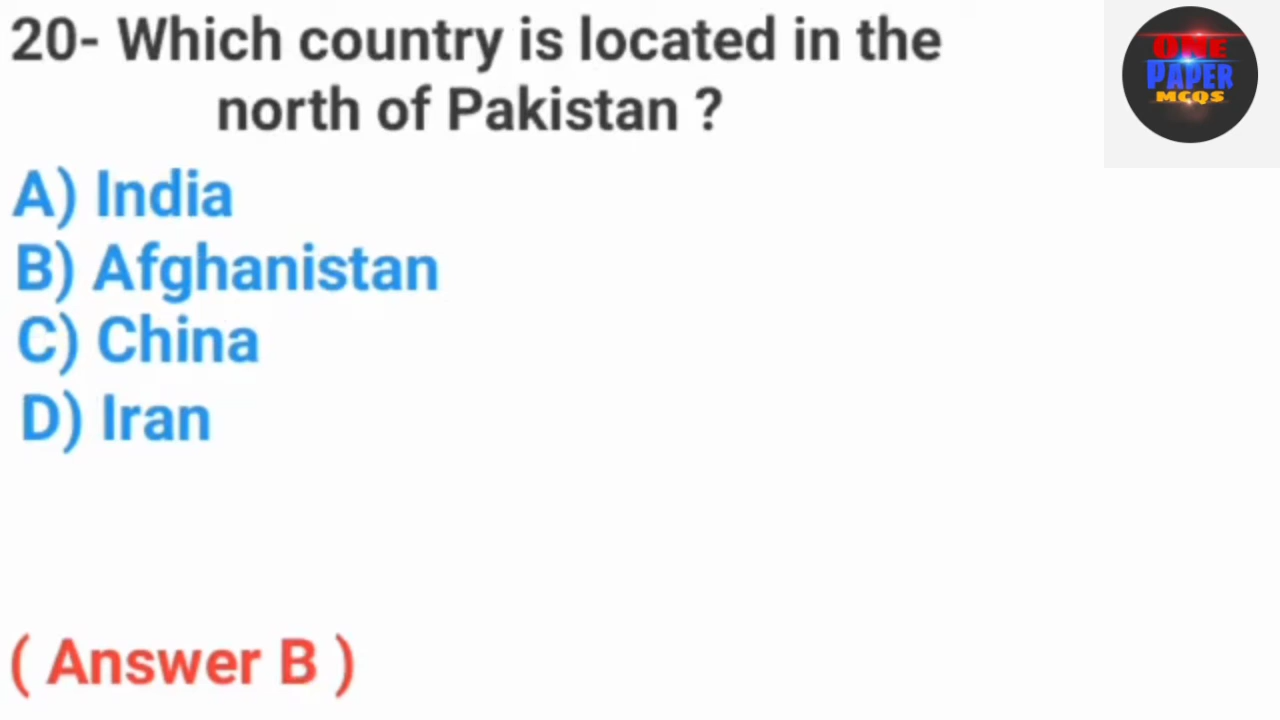 20- Which country is located in the
north of Pakistan ?
A) India
B) Afghanistan
C) China
D) Iran
( Answer B )
ONE
PAPER
MCQS